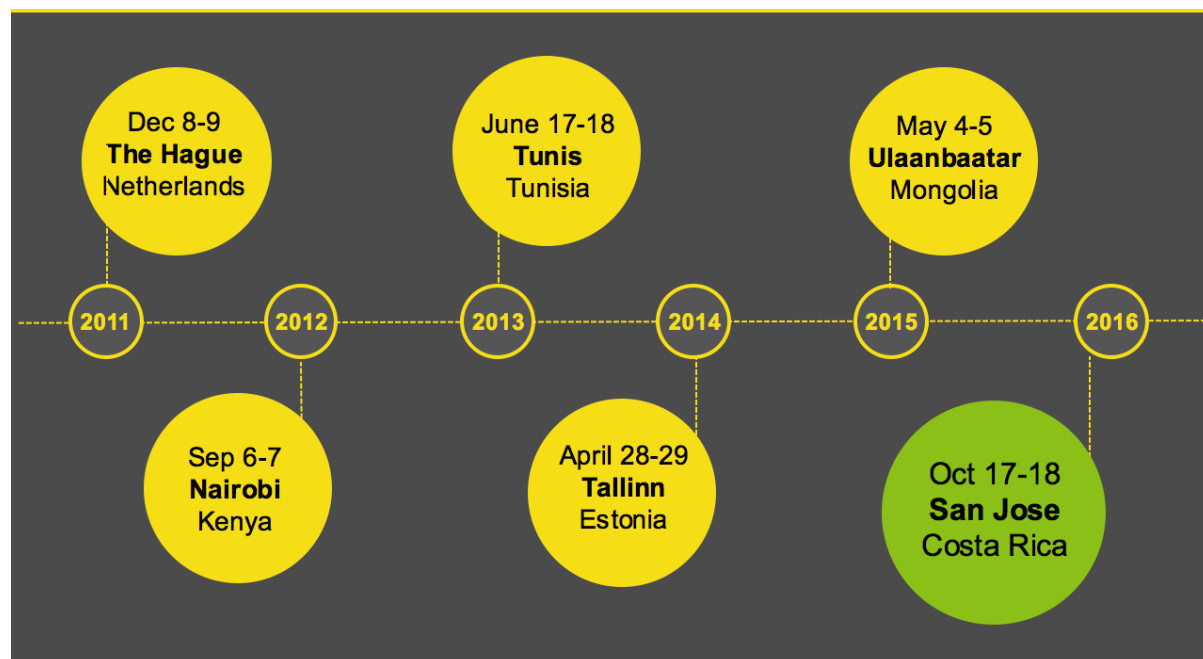 Dec 8-9
The Hague
Netherlands
June 17-18
Tunis
Tunisia
May 4-5
Ulaanbaatar
Mongolia
2011
2012
2013
2014
2015
2016
Sep 6-7
Nairobi
Kenya
April 28-29
Tallinn
Estonia
Oct 17-18
San Jose
Costa Rica